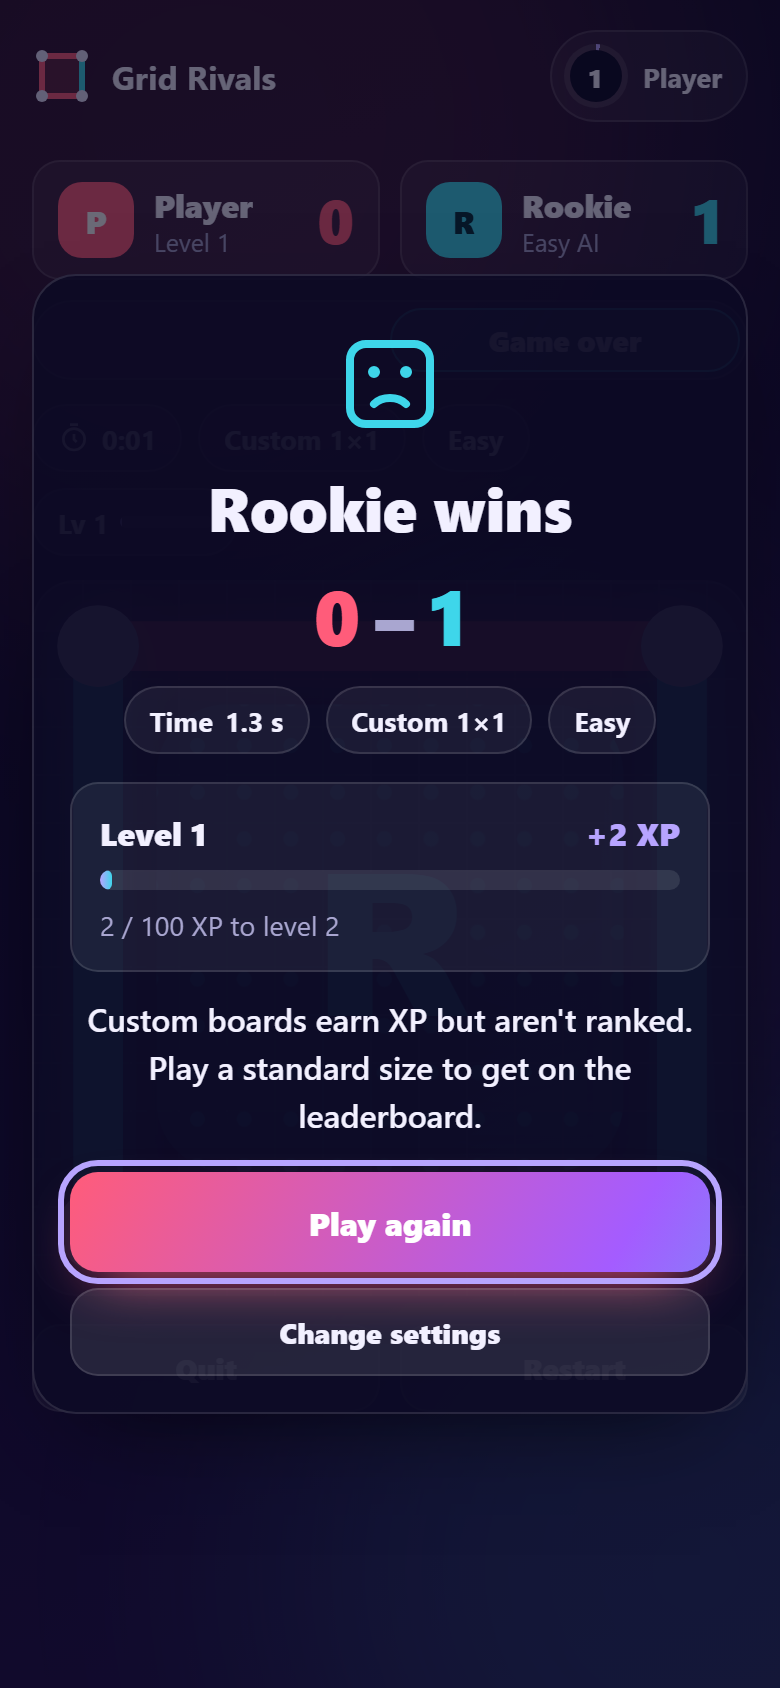 Grid Rivals
1 Player
P Player 0
Level 1
R Rookie 1
Easy AI
Game over
0:01 Custom 1×1 Easy
Lv 1
Rookie wins
0 – 1
Time 1.3 s Custom 1×1 Easy
Level 1 +2 XP
2 / 100 XP to level 2
R
Custom boards earn XP but aren't ranked.
Play a standard size to get on the
leaderboard.
Play again
Change settings
Quit Restart